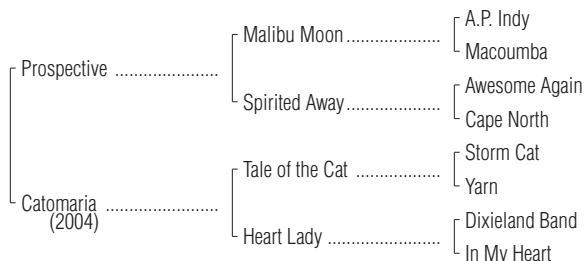 A.P. Indy
Malibu Moon ........................
Macoumba
Prospective ..........................
Awesome Again
Spirited Away .......................
Cape North
Storm Cat
Tale of the Cat .....................
Yarn
Catomaria ............................
(2004)
Dixieland Band
Heart Lady ............................
In My Heart